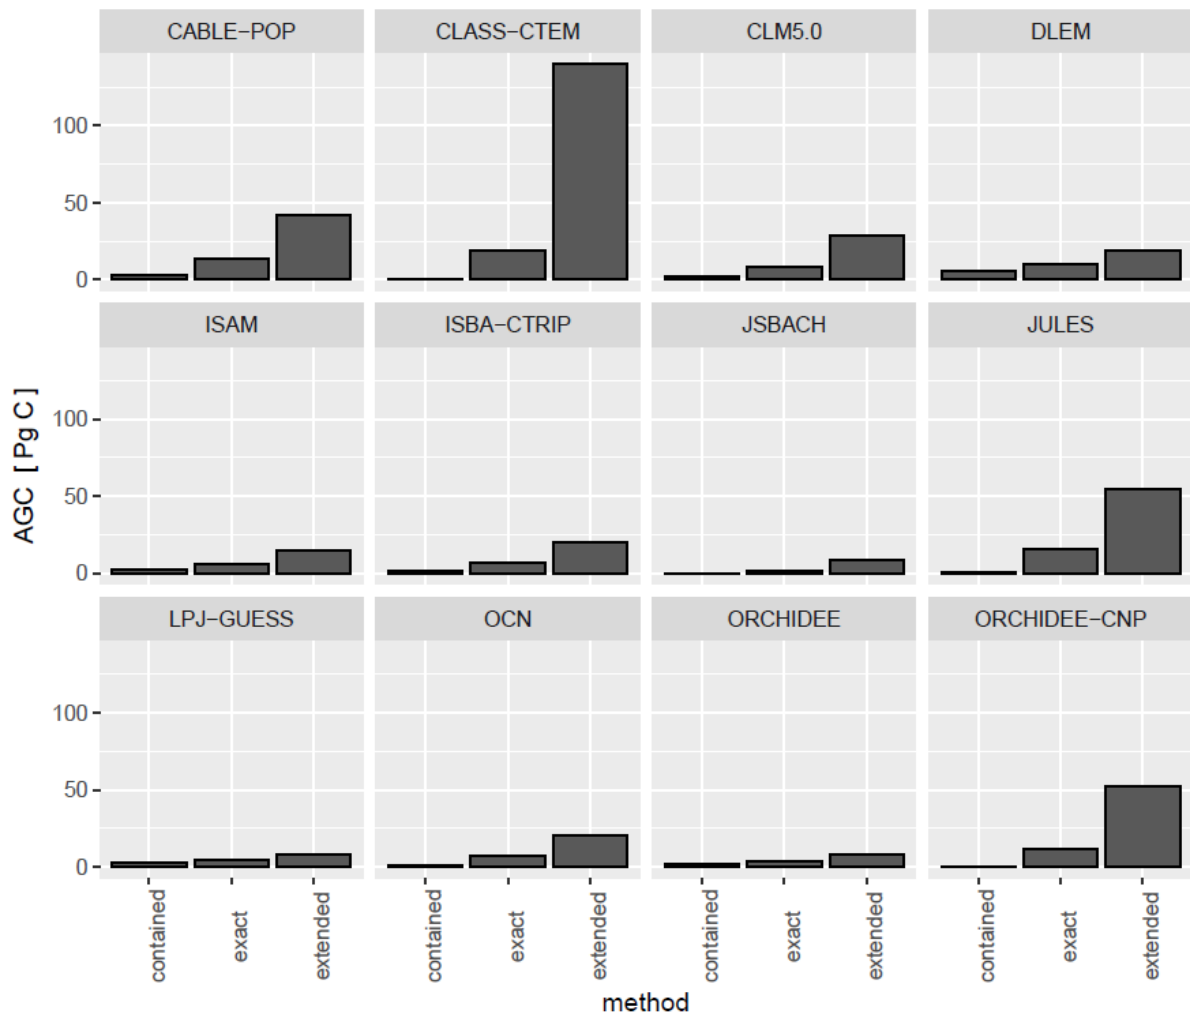 CABLE−POP CLASS−CTEM CLM5.0 DLEM
100
50
0
ISAM ISBA−CTRIP JSBACH JULES
100
50
0
LPJ−GUESS OCN ORCHIDEE ORCHIDEE−CNP
100
50
0
AGC [ Pg C ]
contained exact extended contained exact extended contained exact extended contained exact extended
method